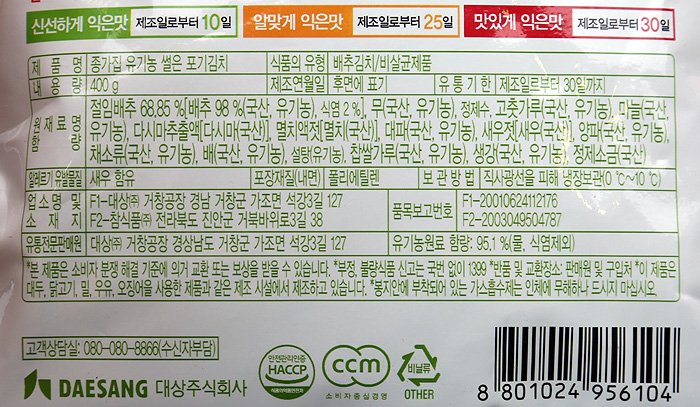 신선하게 익은맛 제조일로부터 10일 알맞게 익은맛 제조일로부터 25일 맛있게 익은맛 제조일로부터 30일
제품명 종가집 유기농 썰은 포기김치 식품의 유형 배추김치/비살균제품
내용량 400 g 제조연월일 후면에 표기 유통기한 제조일로부터 30일까지
원재료명 및 함량
절임배추 68.85 %[배추 98 %(국산, 유기농), 식염 2 %], 무(국산, 유기농), 정제수, 고춧가루(국산, 유기농), 마늘(국산,
유기농), 다시마추출액[다시마(국산)], 멸치액젓[멸치(국산)], 대파(국산, 유기농), 새우젓[새우(국산)], 양파(국산, 유기농),
채소류(국산, 유기농), 배(국산, 유기농), 설탕(유기농), 찹쌀가루(국산, 유기농), 생강(국산, 유기농), 정제소금(국산)
알레르기 유발물질 새우 함유 포장재질(내면) 폴리에틸렌 보관방법 직사광선을 피해 냉장보관(0 ℃~10 ℃)
업소명 및 소재지
F1-대상㈜ 거창공장 경남 거창군 가조면 석강3길 127
F2-참식품㈜ 전라북도 진안군 거북바위로3길 38
품목보고번호
F1-20010624112176
F2-2003049504787
유통전문판매원 대상㈜ 거창공장 경상남도 거창군 가조면 석강3길 127 유기농원료 함량: 95.1 %(물, 식염제외)
*본 제품은 소비자 분쟁 해결 기준에 의거 교환 또는 보상을 받을 수 있습니다. *부정, 불량식품 신고는 국번 없이 1399 *반품 및 교환장소: 판매원 및 구입처 *이 제품은
대두, 닭고기, 밀, 우유, 오징어를 사용한 제품과 같은 제조 시설에서 제조하고 있습니다. *봉지안에 부착되어 있는 가스흡수제는 인체에 무해하나 드시지 마십시오.
고객상담실: 080-080-8866(수신자부담)
DAESANG 대상주식회사
안전관리인증
HACCP
식품의약품안전처
ccm
소비자중심경영
비닐류
OTHER
8 801024 956104